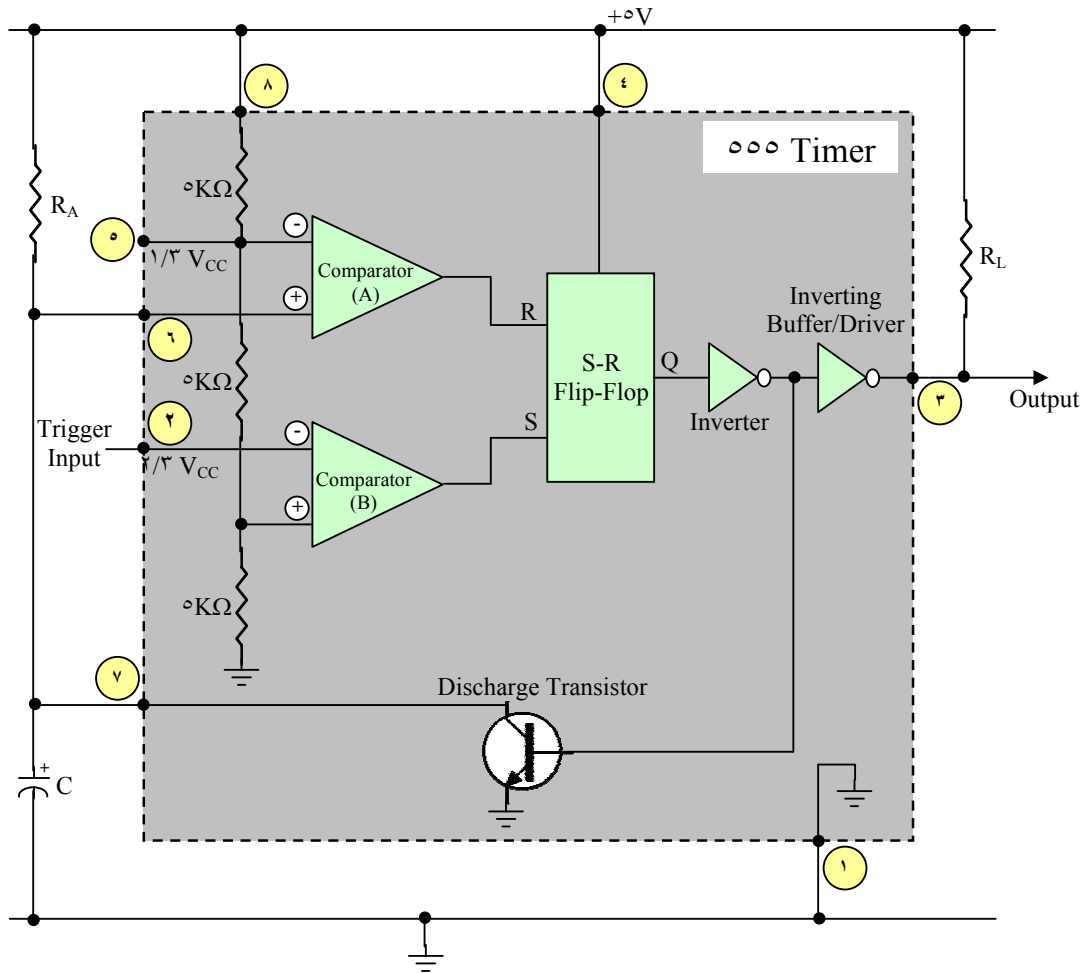 +٥V
٨
٤
٥٥٥ Timer
٥KΩ
R_A
٥
١/٣ V_CC
-
Comparator
(A)
+
٦
R
R_L
Inverting
Buffer/Driver
٥KΩ
S-R
Flip-Flop
Q
٢
Trigger
Input
٢/٣ V_CC
-
S
Inverter
٣
Output
Comparator
(B)
+
٥KΩ
٧
Discharge Transistor
+
C
١